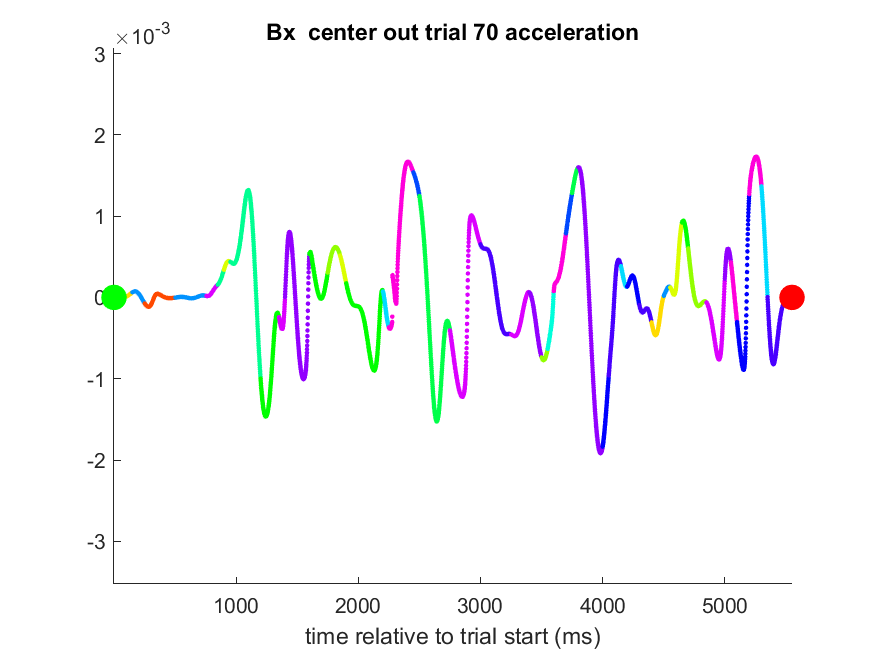 Bx  center out trial 70 acceleration
×10-3
3
2
1
0
-1
-2
-3
1000 2000 3000 4000 5000
time relative to trial start (ms)